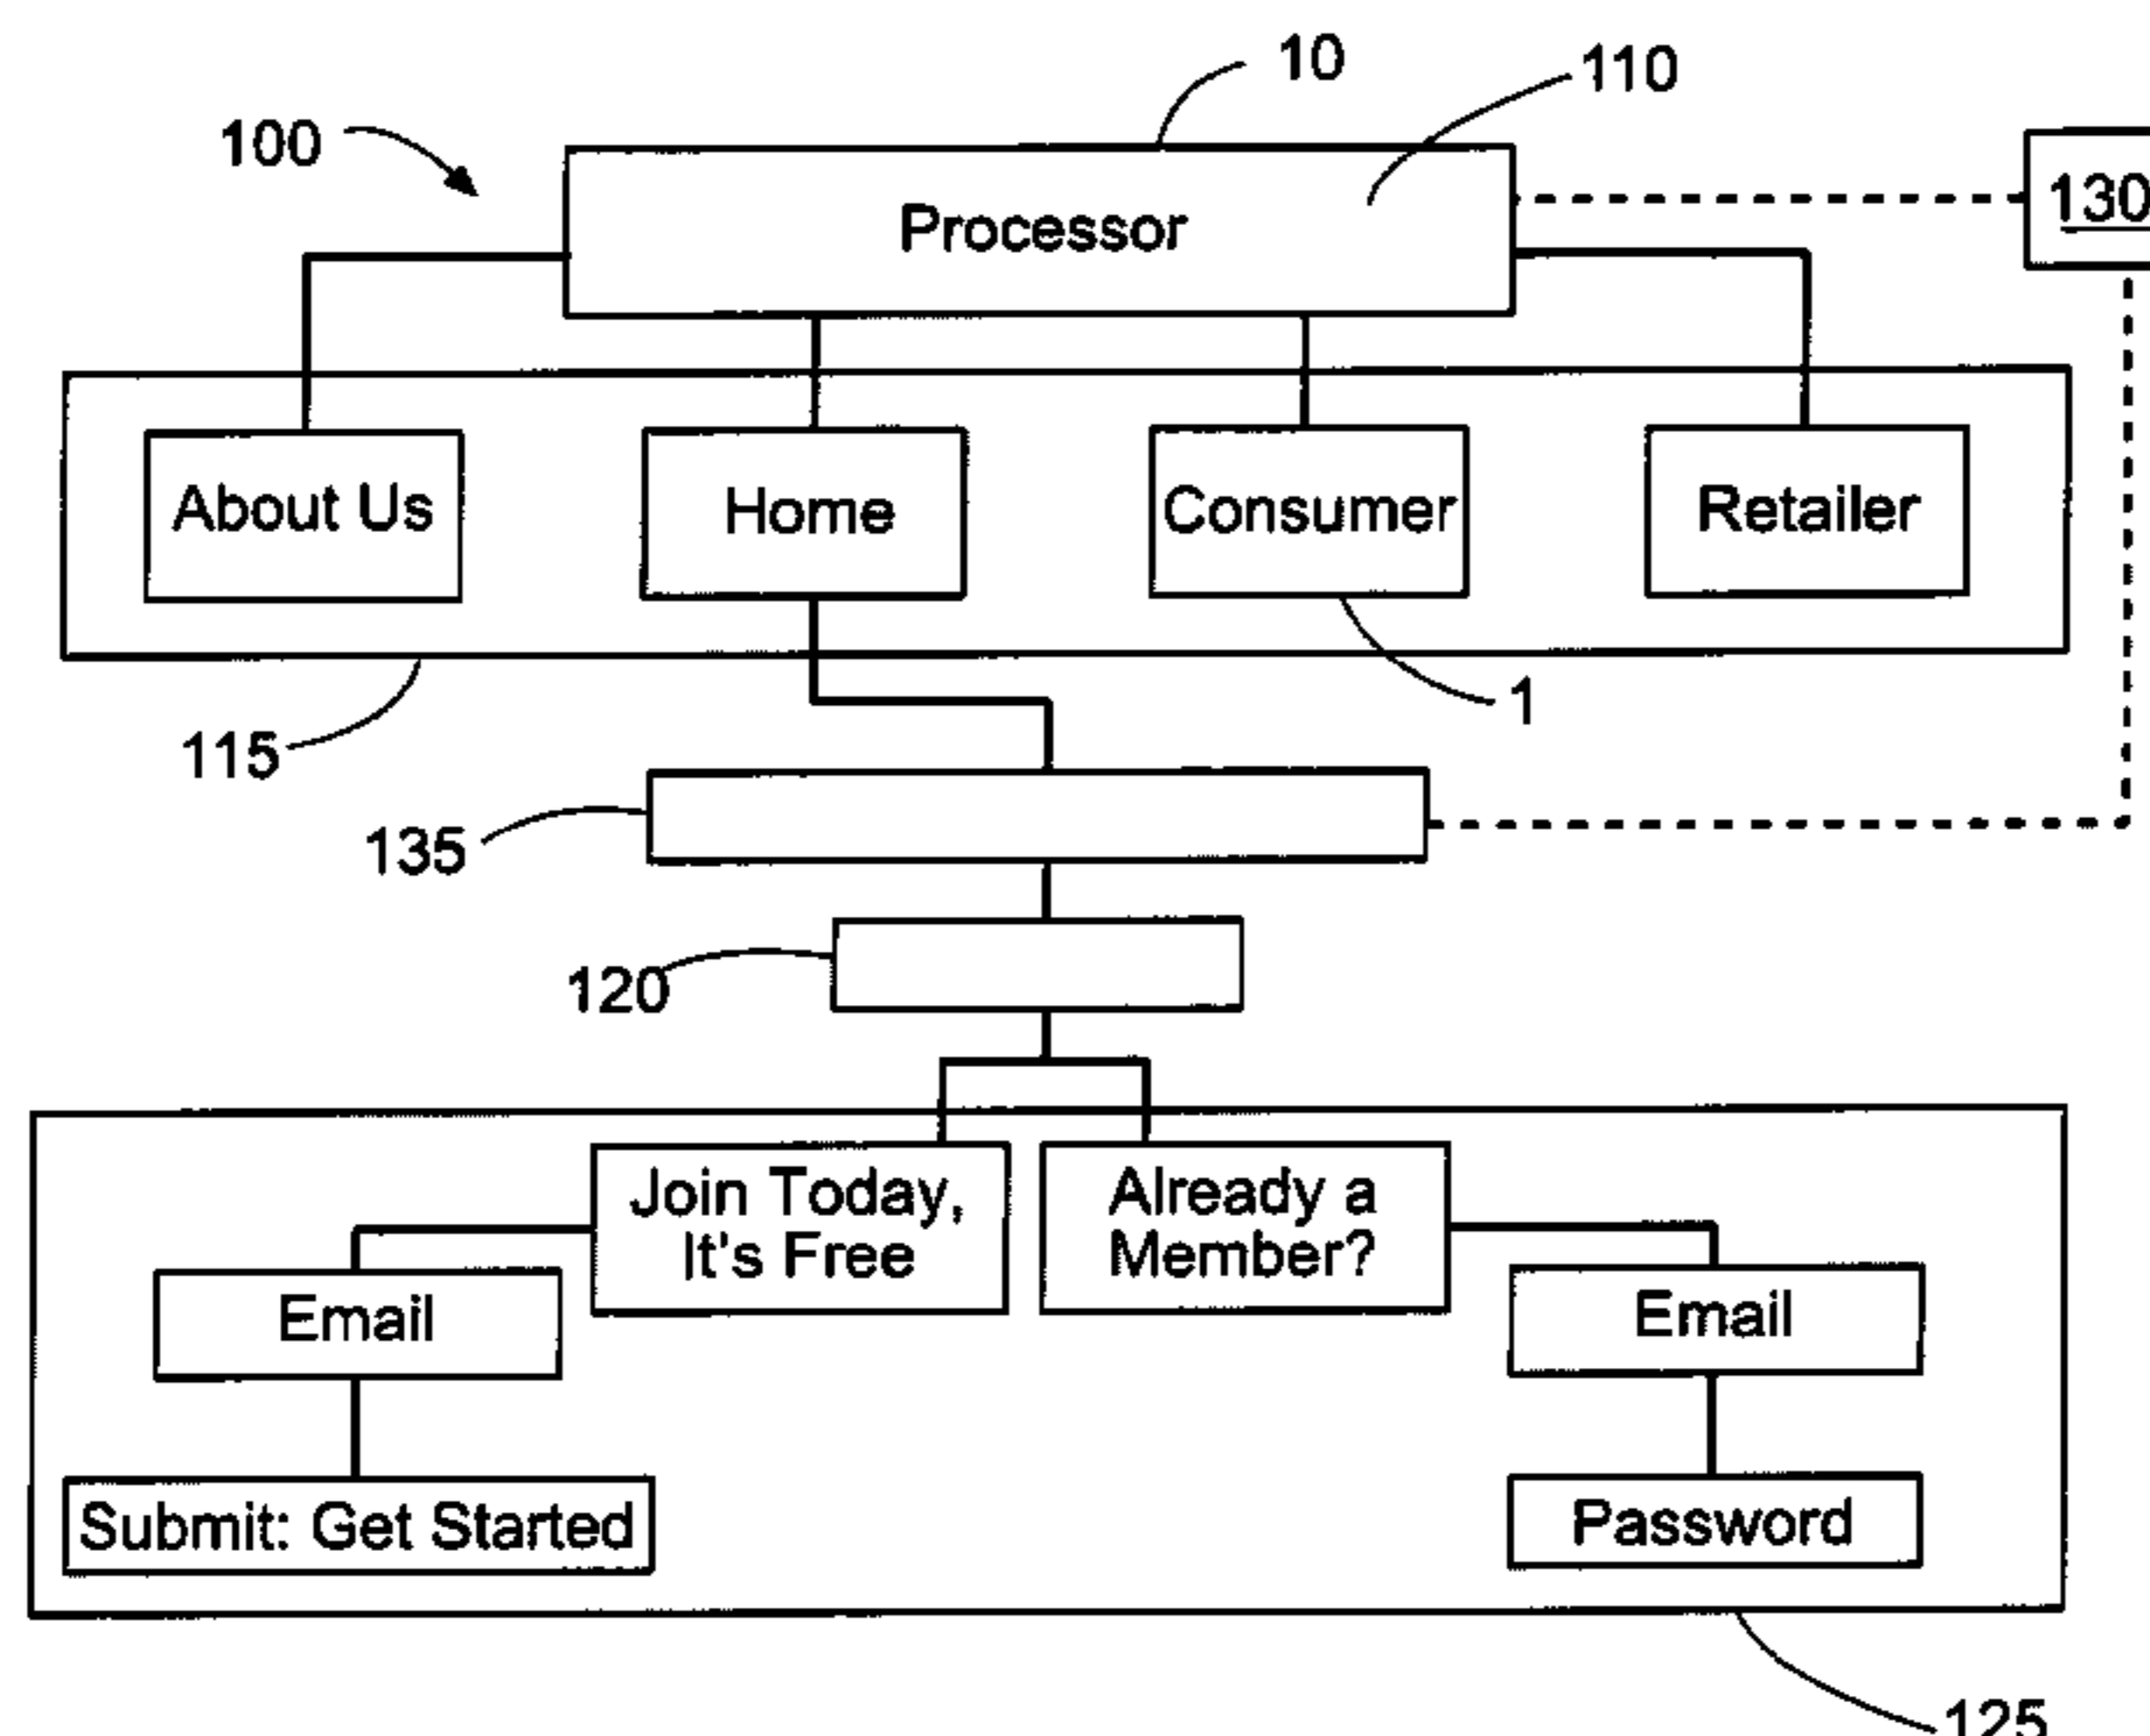 10
110
100
130
Processor
About Us
Home
Consumer
Retailer
1
115
135
120
Join Today,
It's Free
Already a
Member?
Email
Email
Submit: Get Started
Password
125